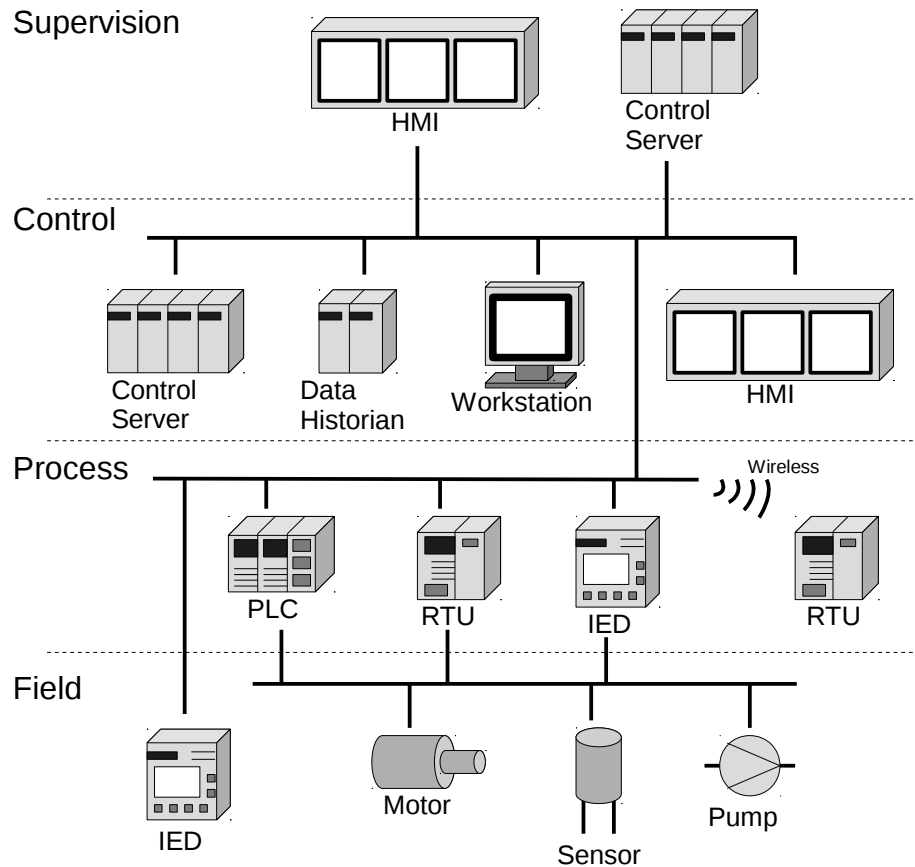 Supervision
HMI
Control
Server
Control
Control
Server
Data
Historian
Workstation
HMI
Process
Wireless
PLC
RTU
IED
RTU
Field
IED
Motor
Sensor
Pump